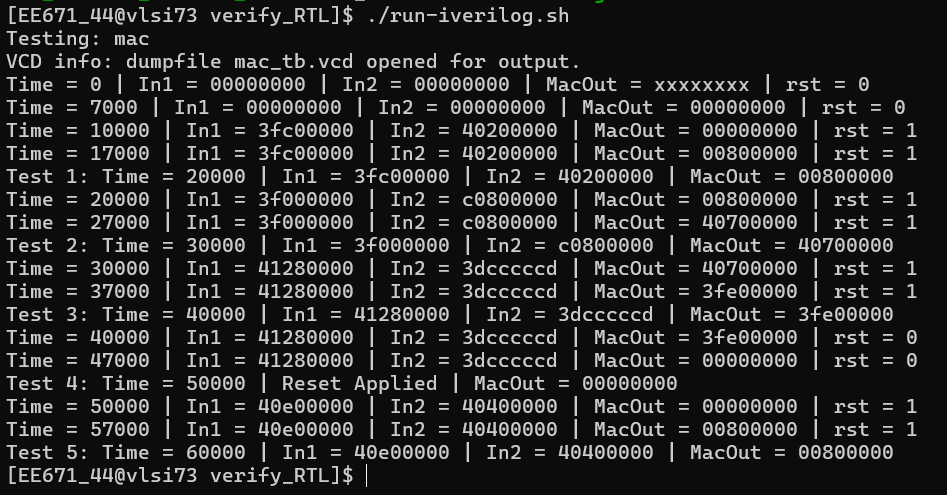 [EE671_44@vlsi73 verify_RTL]$ ./run-iverilog.sh
Testing: mac
VCD info: dumpfile mac_tb.vcd opened for output.
Time = 0 | In1 = 00000000 | In2 = 00000000 | MacOut = xxxxxxxx | rst = 0
Time = 7000 | In1 = 00000000 | In2 = 00000000 | MacOut = 00000000 | rst = 0
Time = 10000 | In1 = 3fc00000 | In2 = 40200000 | MacOut = 00000000 | rst = 1
Time = 17000 | In1 = 3fc00000 | In2 = 40200000 | MacOut = 00800000 | rst = 1
Test 1: Time = 20000 | In1 = 3fc00000 | In2 = 40200000 | MacOut = 00800000
Time = 20000 | In1 = 3f000000 | In2 = c0800000 | MacOut = 00800000 | rst = 1
Time = 27000 | In1 = 3f000000 | In2 = c0800000 | MacOut = 40700000 | rst = 1
Test 2: Time = 30000 | In1 = 3f000000 | In2 = c0800000 | MacOut = 40700000
Time = 30000 | In1 = 41280000 | In2 = 3dcccccd | MacOut = 40700000 | rst = 1
Time = 37000 | In1 = 41280000 | In2 = 3dcccccd | MacOut = 3fe00000 | rst = 1
Test 3: Time = 40000 | In1 = 41280000 | In2 = 3dcccccd | MacOut = 3fe00000
Time = 40000 | In1 = 41280000 | In2 = 3dcccccd | MacOut = 3fe00000 | rst = 0
Time = 47000 | In1 = 41280000 | In2 = 3dcccccd | MacOut = 00000000 | rst = 0
Test 4: Time = 50000 | Reset Applied | MacOut = 00000000
Time = 50000 | In1 = 40e00000 | In2 = 40400000 | MacOut = 00000000 | rst = 1
Time = 57000 | In1 = 40e00000 | In2 = 40400000 | MacOut = 00800000 | rst = 1
Test 5: Time = 60000 | In1 = 40e00000 | In2 = 40400000 | MacOut = 00800000
[EE671_44@vlsi73 verify_RTL]$